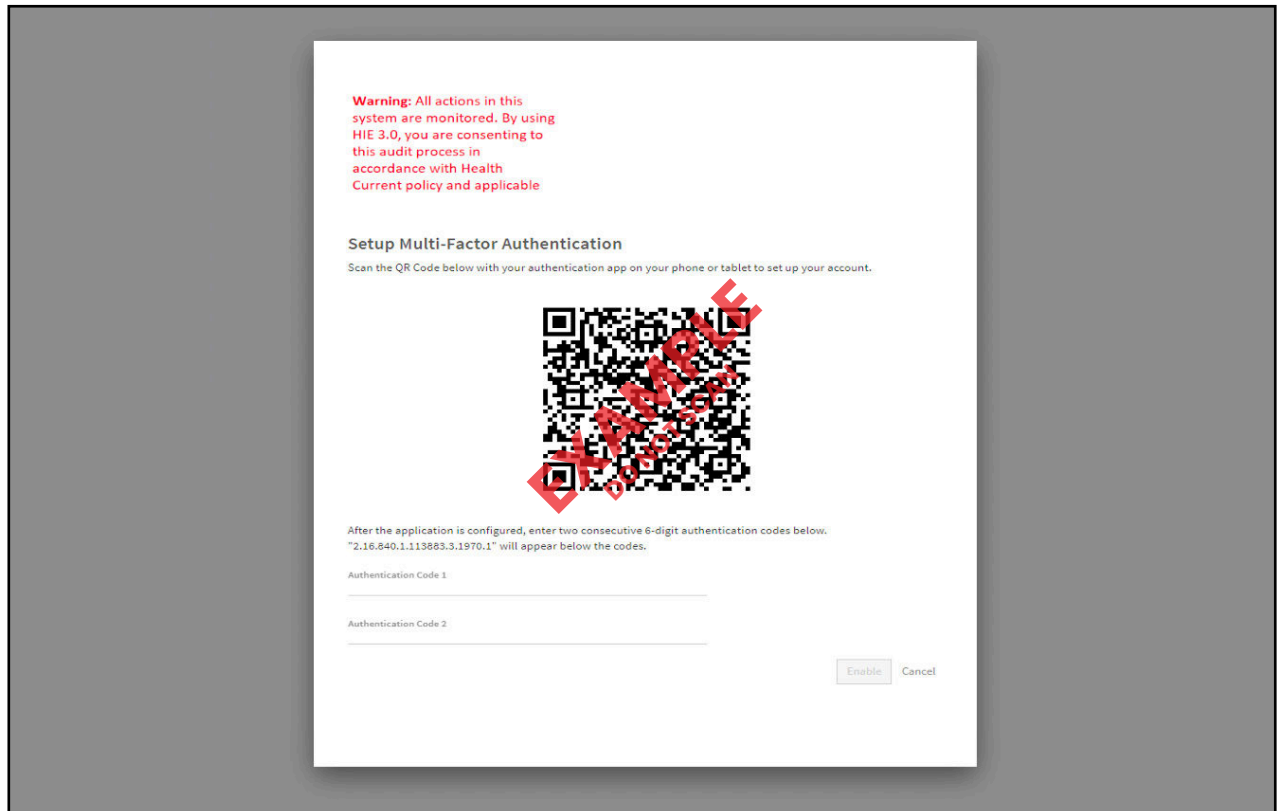 Warning: All actions in this
system are monitored. By using
HIE 3.0, you are consenting to
this audit process in
accordance with Health
Current policy and applicable
Setup Multi-Factor Authentication
Scan the QR Code below with your authentication app on your phone or tablet to set up your account.
EXAMPLE
DO NOT SCAN
After the application is configured, enter two consecutive 6-digit authentication codes below.
"2.16.840.1.113883.3.1970.1" will appear below the codes.
Authentication Code 1
Authentication Code 2
Enable Cancel